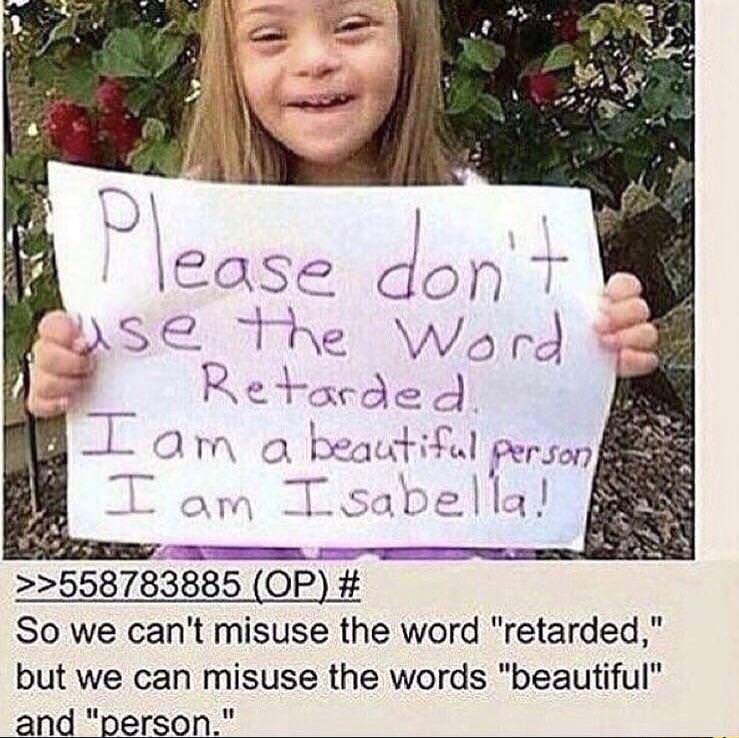 Please don't
use the Word
Retarded.
I am a beautiful person
I am Isabella!
>>558783885 (OP) #
So we can't misuse the word "retarded,"
but we can misuse the words "beautiful"
and "person."